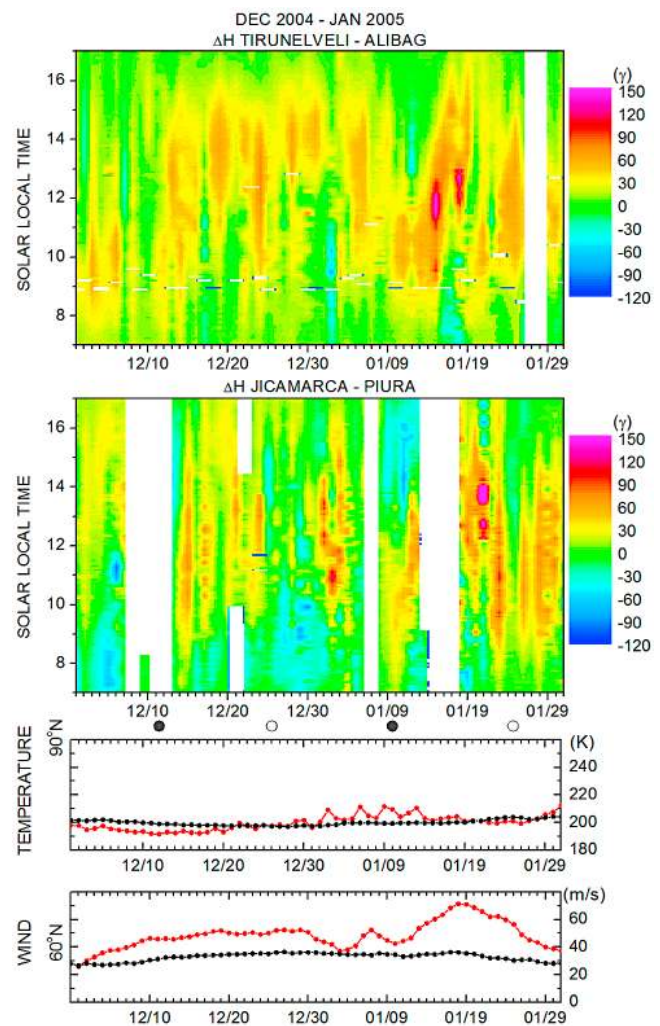 DEC 2004 - JAN 2005
ΔH TIRUNELVELI - ALIBAG
(γ)
16
14
12
10
8
SOLAR LOCAL TIME
150
120
90
60
30
0
-30
-60
-90
-120
12/10 12/20 12/30 01/09 01/19 01/29
ΔH JICAMARCA - PIURA
(γ)
16
14
12
10
8
SOLAR LOCAL TIME
150
120
90
60
30
0
-30
-60
-90
-120
12/10 12/20 12/30 01/09 01/19 01/29
TEMPERATURE
90°N
(K)
240
220
200
180
12/10 12/20 12/30 01/09 01/19 01/29
WIND
60°N
(m/s)
60
40
20
0
12/10 12/20 12/30 01/09 01/19 01/29